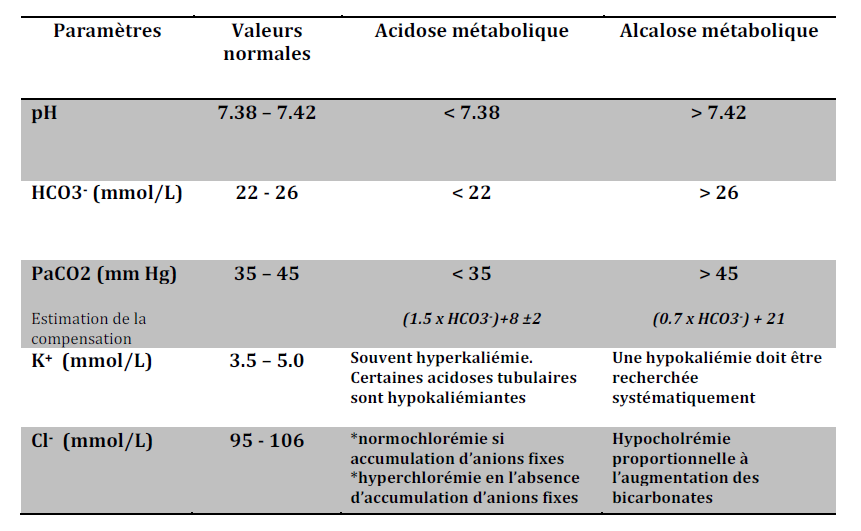 Paramètres Valeurs normales Acidose métabolique Alcalose métabolique
pH 7.38 – 7.42 < 7.38 > 7.42
HCO3- (mmol/L) 22 - 26 < 22 > 26
PaCO2 (mm Hg) 35 – 45 < 35 > 45
Estimation de la compensation (1.5 x HCO3-)+8 ±2 (0.7 x HCO3-) + 21
K+ (mmol/L) 3.5 – 5.0 Souvent hyperkaliémie. Certaines acidoses tubulaires sont hypokaliémiantes Une hypokaliémie doit être recherchée systématiquement
Cl- (mmol/L) 95 - 106 *normochlorémie si accumulation d'anions fixes *hyperchlorémie en l'absence d'accumulation d'anions fixes Hypocholrémie proportionnelle à l'augmentation des bicarbonates